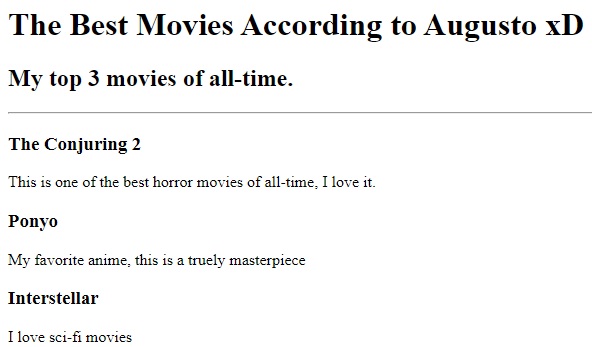 The Best Movies According to Augusto xD
My top 3 movies of all-time.
The Conjuring 2
This is one of the best horror movies of all-time, I love it.
Ponyo
My favorite anime, this is a truely masterpiece
Interstellar
I love sci-fi movies